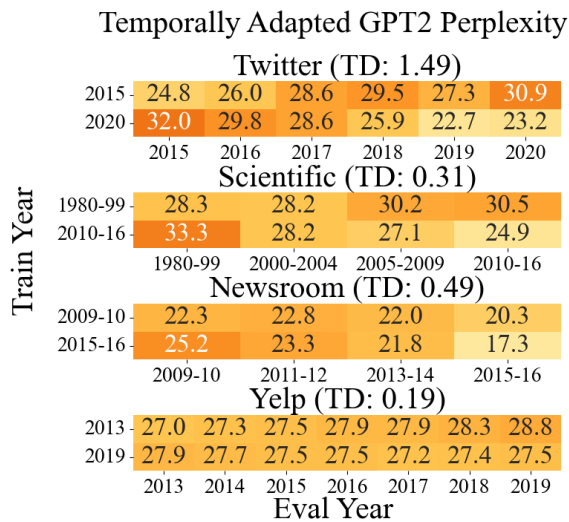 Temporally Adapted GPT2 Perplexity
Twitter (TD: 1.49)
2015 24.8 26.0 28.6 29.5 27.3 30.9
2020 32.0 29.8 28.6 25.9 22.7 23.2
2015 2016 2017 2018 2019 2020
Scientific (TD: 0.31)
1980-99 28.3 28.2 30.2 30.5
2010-16 33.3 28.2 27.1 24.9
1980-99 2000-2004 2005-2009 2010-16
Train Year
Newsroom (TD: 0.49)
2009-10 22.3 22.8 22.0 20.3
2015-16 25.2 23.3 21.8 17.3
2009-10 2011-12 2013-14 2015-16
Yelp (TD: 0.19)
2013 27.0 27.3 27.5 27.9 27.9 28.3 28.8
2019 27.9 27.7 27.5 27.5 27.2 27.4 27.5
2013 2014 2015 2016 2017 2018 2019
Eval Year